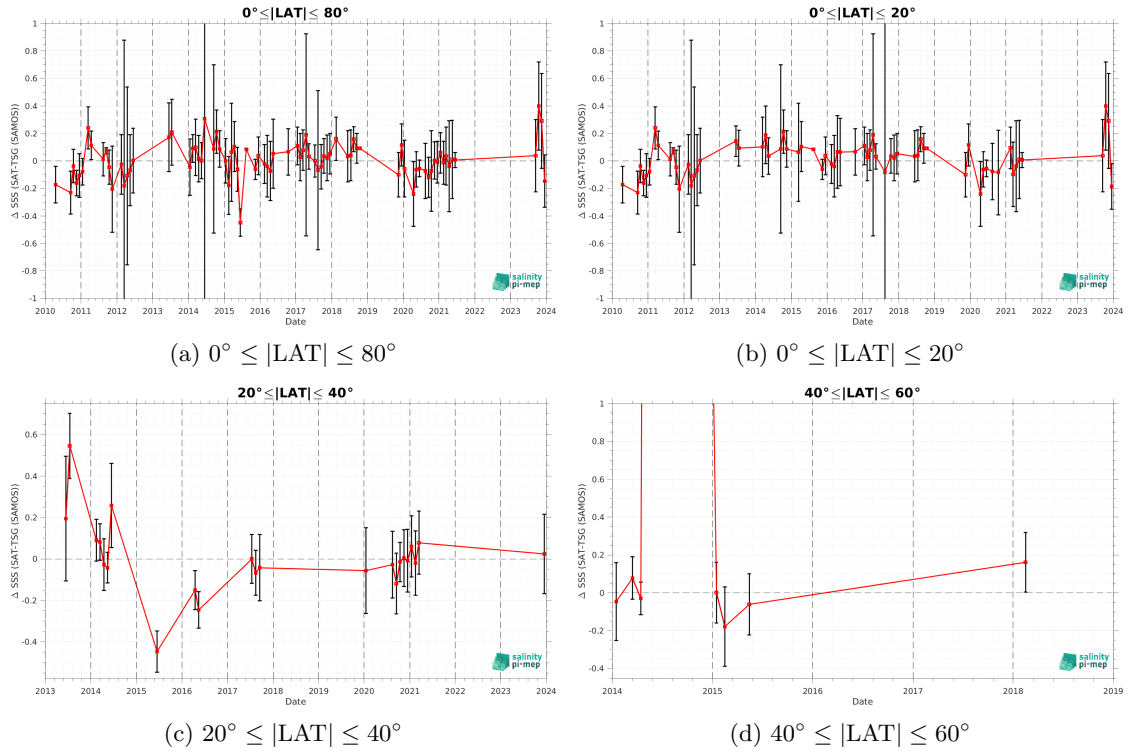 0°≤|LAT|≤ 80°
Δ SSS (SAT-TSG (SAMOS))
1
0.8
0.6
0.4
0.2
0
-0.2
-0.4
-0.6
-0.8
-1
2010 2011 2012 2013 2014 2015 2016 2017 2018 2019 2020 2021 2022 2023 2024
Date
salinity
pi-mep
(a) 0° ≤ |LAT| ≤ 80°
0°≤|LAT|≤ 20°
Δ SSS (SAT-TSG (SAMOS))
1
0.8
0.6
0.4
0.2
0
-0.2
-0.4
-0.6
-0.8
-1
2010 2011 2012 2013 2014 2015 2016 2017 2018 2019 2020 2021 2022 2023 2024
Date
salinity
pi-mep
(b) 0° ≤ |LAT| ≤ 20°
20°≤|LAT|≤ 40°
Δ SSS (SAT-TSG (SAMOS))
0.6
0.4
0.2
0
-0.2
-0.4
2013 2014 2015 2016 2017 2018 2019 2020 2021 2022 2023 2024
Date
salinity
pi-mep
(c) 20° ≤ |LAT| ≤ 40°
40°≤|LAT|≤ 60°
Δ SSS (SAT-TSG (SAMOS))
1
0.8
0.6
0.4
0.2
0
-0.2
-0.4
2014 2015 2016 2017 2018 2019
Date
salinity
pi-mep
(d) 40° ≤ |LAT| ≤ 60°